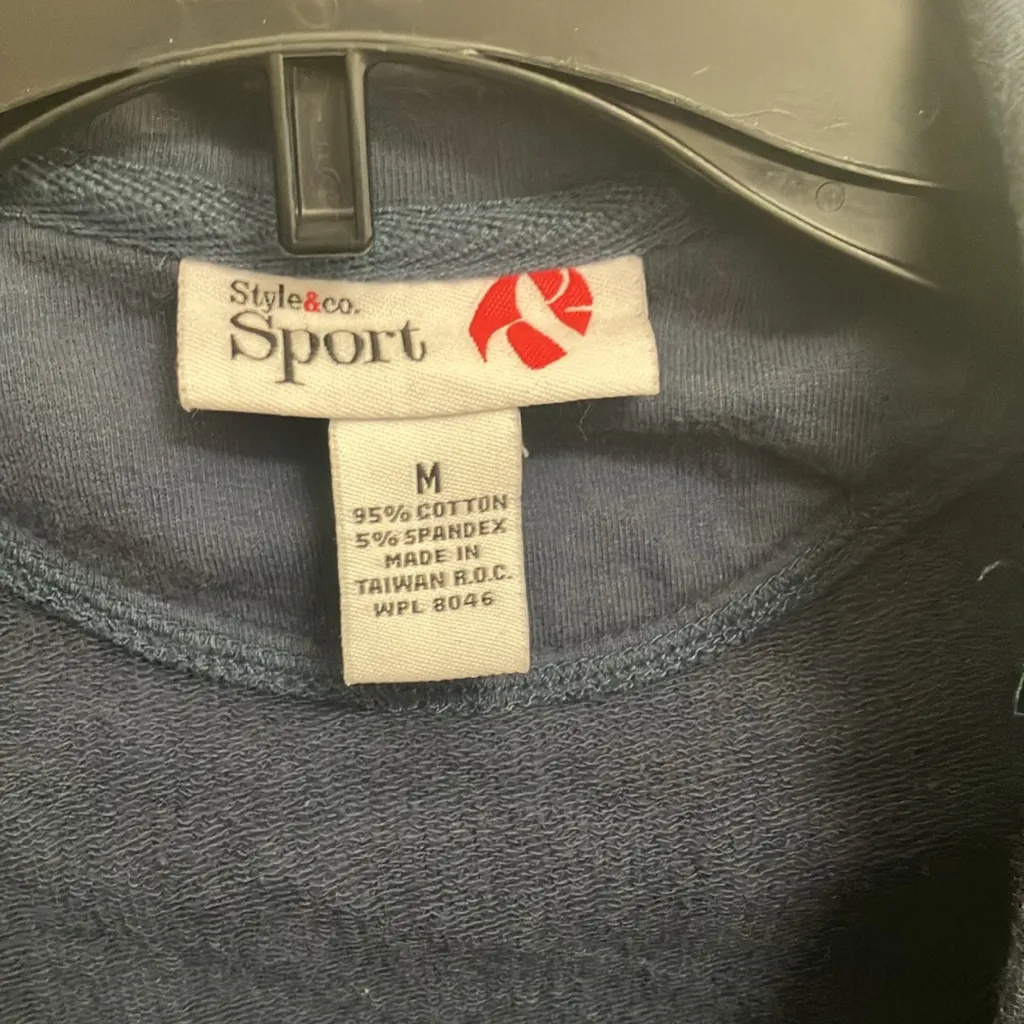 Style&co.
Sport
M
95% COTTON
5% SPANDEX
MADE IN
TAIWAN R.O.C.
WPL 8046